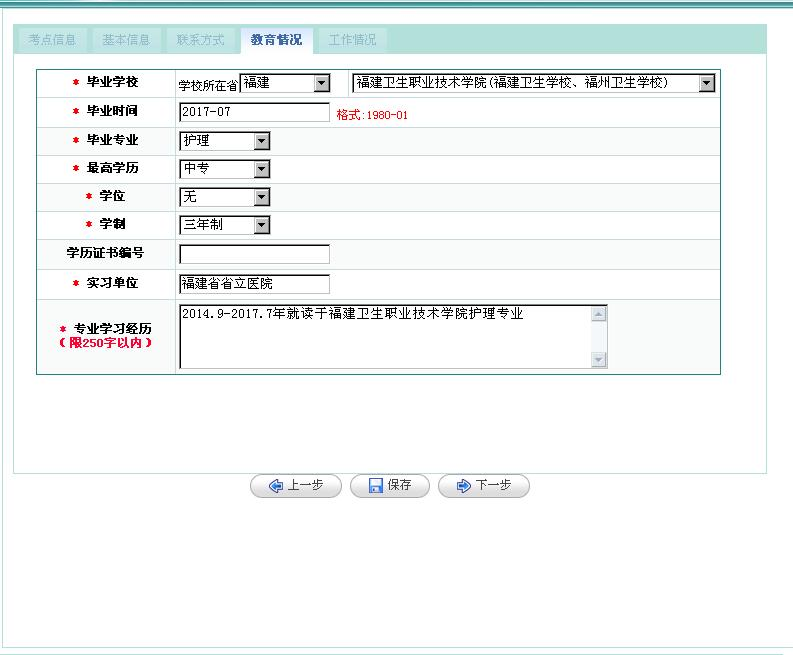 考点信息 基本信息 联系方式 教育情况 工作情况
* 毕业学校 学校所在省 福建 福建卫生职业技术学院(福建卫生学校、福州卫生学校)
* 毕业时间 2017-07 格式:1980-01
* 毕业专业 护理
* 最高学历 中专
* 学位 无
* 学制 三年制
学历证书编号
* 实习单位 福建省省立医院
* 专业学习经历
(限250字以内)
2014.9-2017.7年就读于福建卫生职业技术学院护理专业
上一步 保存 下一步